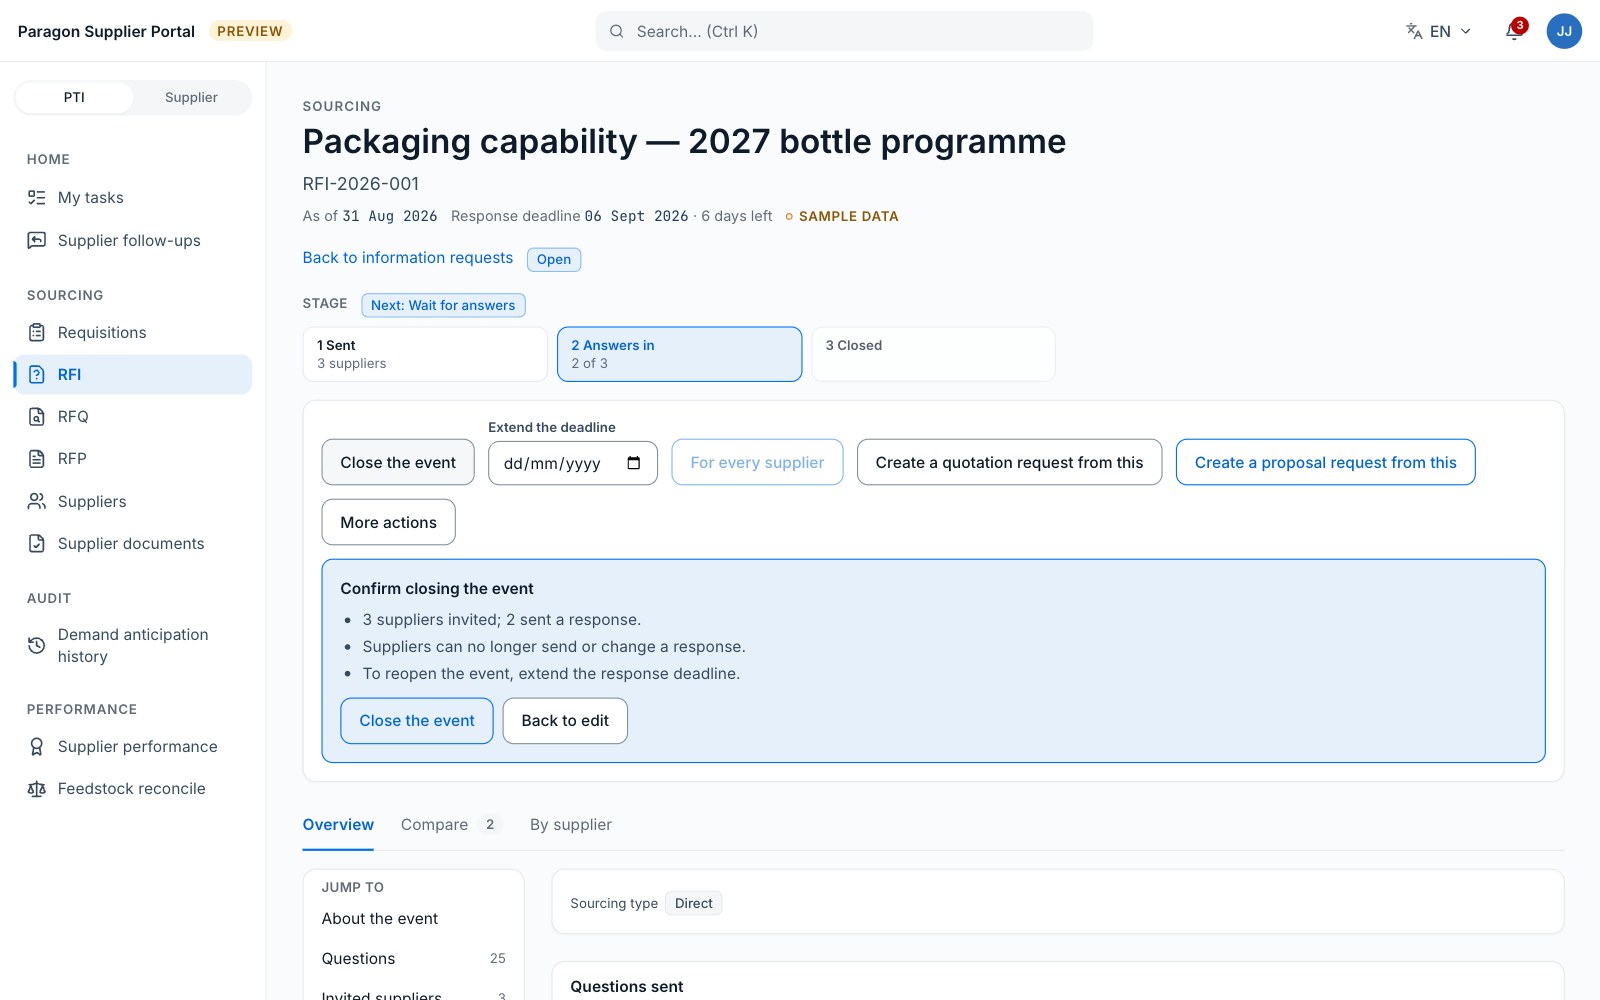 Paragon Supplier Portal PREVIEW
Search... (Ctrl K)
EN
3
JJ
PTI Supplier
HOME
My tasks
Supplier follow-ups
SOURCING
Requisitions
RFI
RFQ
RFP
Suppliers
Supplier documents
AUDIT
Demand anticipation
history
PERFORMANCE
Supplier performance
Feedstock reconcile
SOURCING
Packaging capability — 2027 bottle programme
RFI-2026-001
As of 31 Aug 2026 Response deadline 06 Sept 2026 · 6 days left SAMPLE DATA
Back to information requests Open
STAGE Next: Wait for answers
1 Sent
3 suppliers
2 Answers in
2 of 3
3 Closed
Extend the deadline
Close the event dd/mm/yyyy For every supplier Create a quotation request from this Create a proposal request from this
More actions
Confirm closing the event
• 3 suppliers invited; 2 sent a response.
• Suppliers can no longer send or change a response.
• To reopen the event, extend the response deadline.
Close the event Back to edit
Overview Compare 2 By supplier
JUMP TO
About the event
Questions 25
Invited suppliers 3
Sourcing type Direct
Questions sent